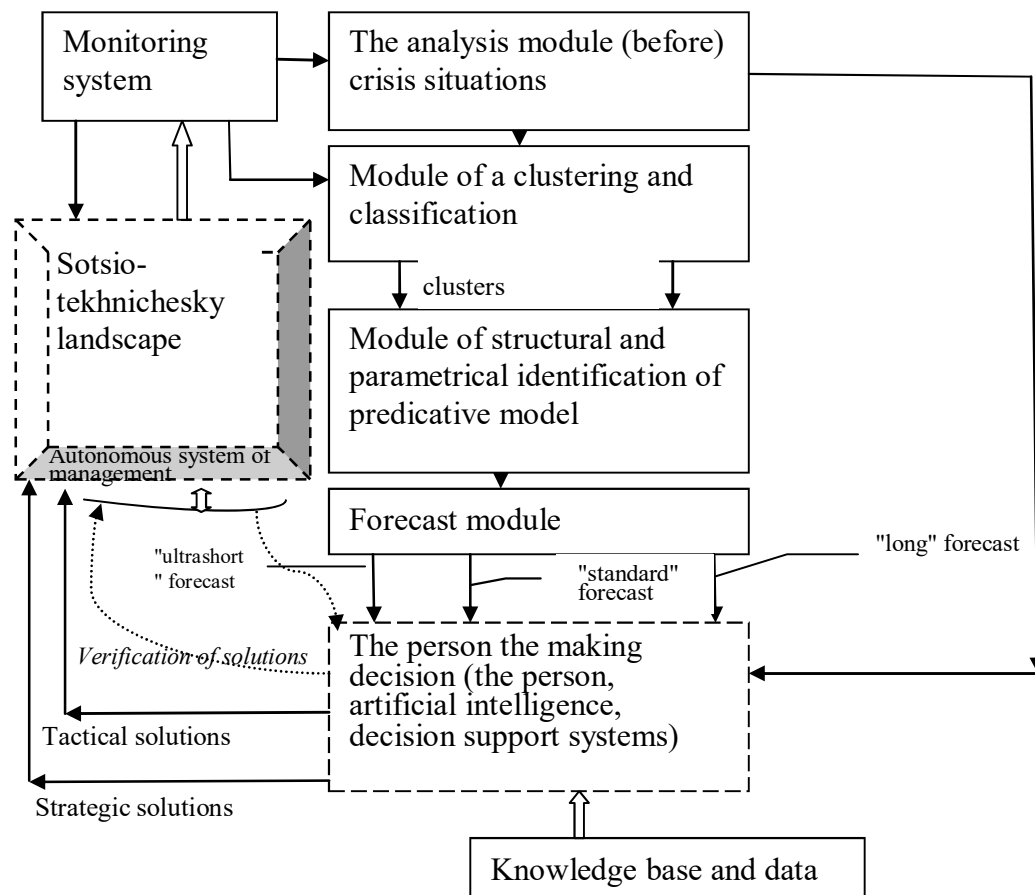 Monitoring
system
The analysis module (before)
crisis situations
Module of a clustering and
classification
Sotsio-
tekhnichesky
landscape
clusters
Module of structural and
parametrical identification of
predicative model
Autonomous system of
management
Forecast module
"ultrashort
" forecast
"standard"
forecast
"long" forecast
Verification of solutions
The person the making
decision (the person,
artificial intelligence,
decision support systems)
Tactical solutions
Strategic solutions
Knowledge base and data